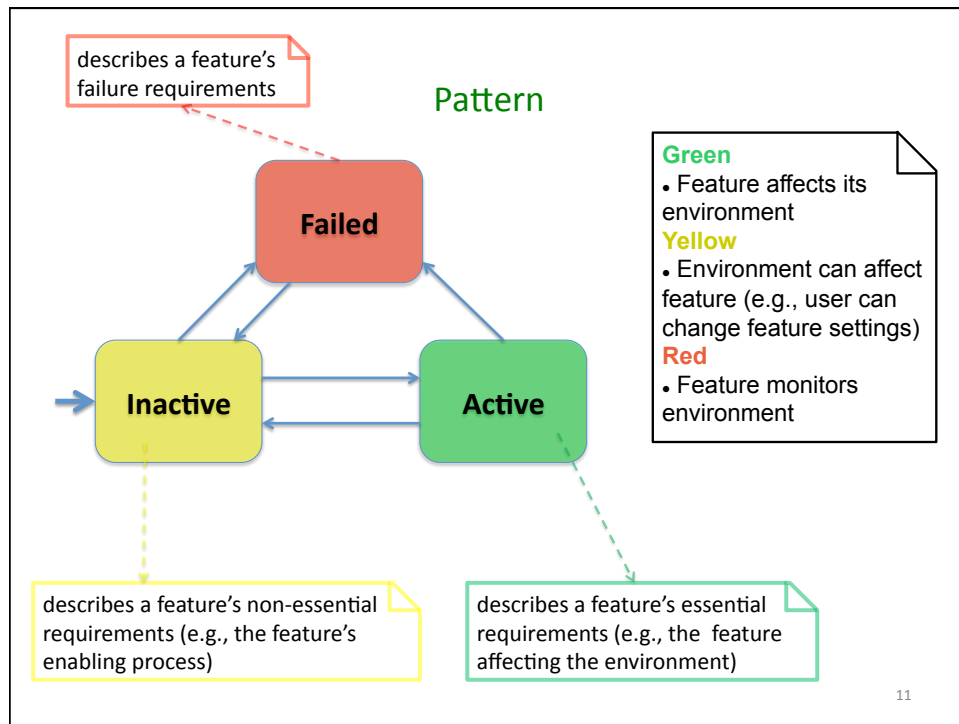 describes a feature's
failure requirements
Pattern
Green
• Feature affects its
environment
Yellow
• Environment can affect
feature (e.g., user can
change feature settings)
Red
• Feature monitors
environment
Failed
Inactive
Active
describes a feature's non-essential
requirements (e.g., the feature's
enabling process)
describes a feature's essential
requirements (e.g., the feature
affecting the environment)
11